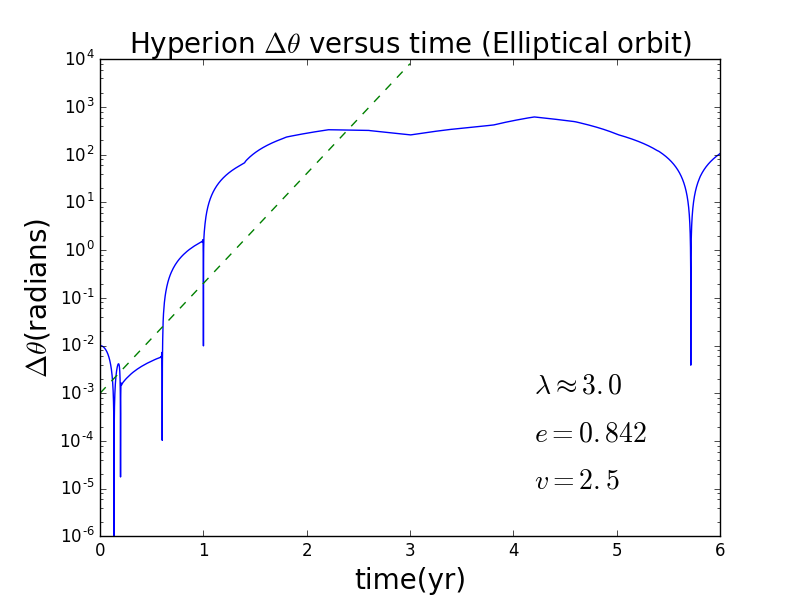 Hyperion Δθ versus time (Elliptical orbit)
10^4
10^3
10^2
10^1
10^0
10^-1
10^-2
10^-3
10^-4
10^-5
10^-6
Δθ(radians)
λ≈3.0
e=0.842
v=2.5
0 1 2 3 4 5 6
time(yr)